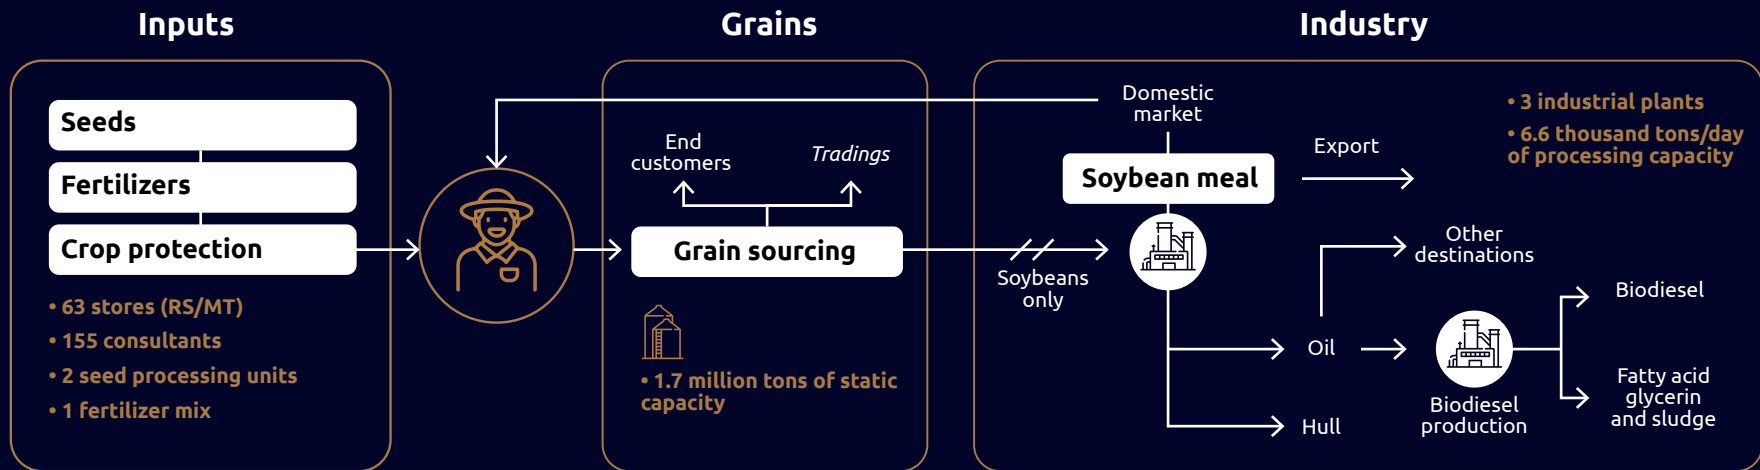 Inputs
Grains
Industry
Seeds
Fertilizers
Crop protection
• 63 stores (RS/MT)
• 155 consultants
• 2 seed processing units
• 1 fertilizer mix
End
customers
Tradings
Grain sourcing
• 1.7 million tons of static
capacity
Soybeans
only
Domestic
market
Soybean meal
Export
• 3 industrial plants
• 6.6 thousand tons/day
of processing capacity
Other
destinations
Oil
Hull
Biodiesel
production
Biodiesel
Fatty acid
glycerin
and sludge